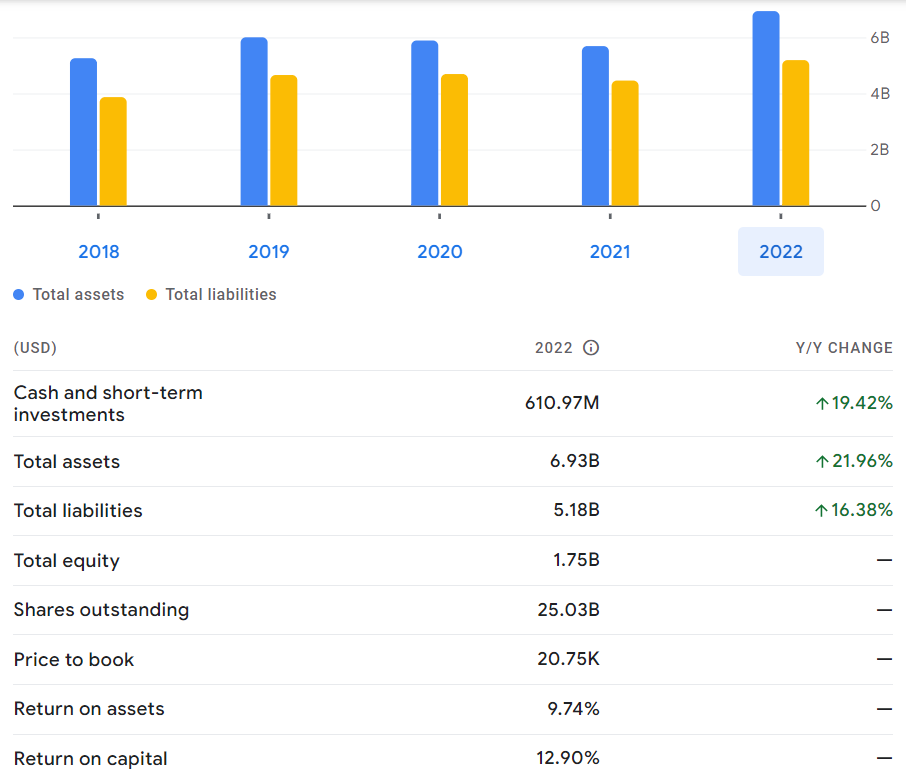 6B
4B
2B
0
2018 2019 2020 2021 2022
Total assets Total liabilities
(USD) 2022 Y/Y CHANGE
Cash and short-term
investments 610.97M ↑19.42%
Total assets 6.93B ↑21.96%
Total liabilities 5.18B ↑16.38%
Total equity 1.75B —
Shares outstanding 25.03B —
Price to book 20.75K —
Return on assets 9.74% —
Return on capital 12.90% —